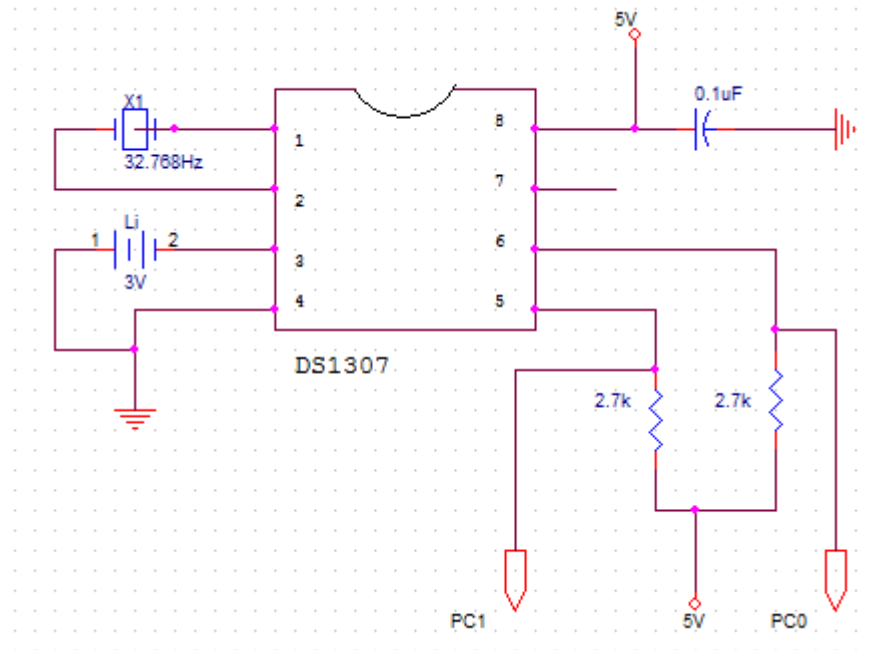 5V
0.1uF
X1
32.768Hz
1
8
2
7
Li
1
2
3V
3
6
4
5
DS1307
2.7k
2.7k
PC1
5V
PC0